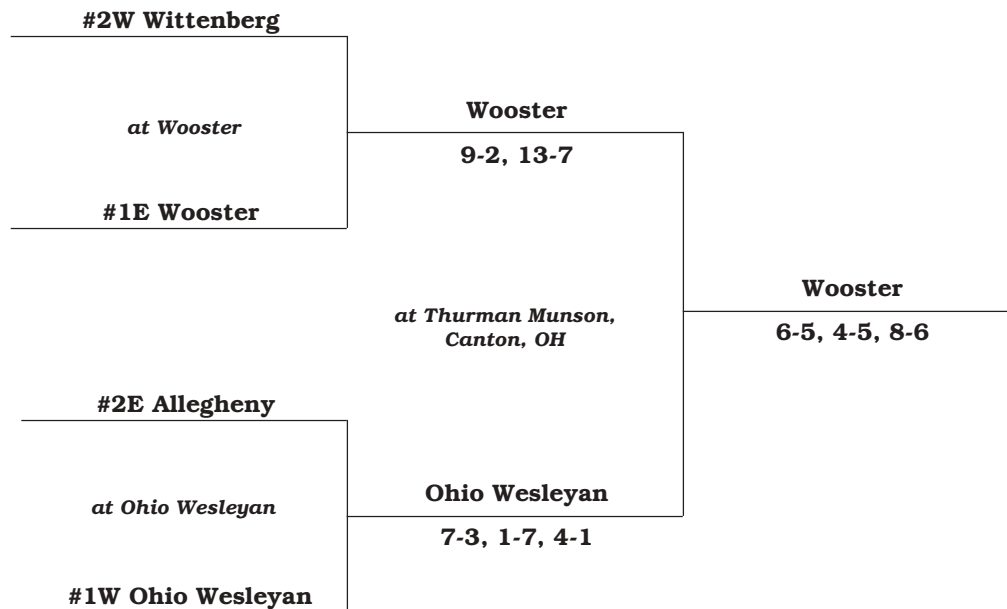 #2W Wittenberg
at Wooster
#1E Wooster
Wooster
9-2, 13-7
at Thurman Munson,
Canton, OH
#2E Allegheny
at Ohio Wesleyan
#1W Ohio Wesleyan
Ohio Wesleyan
7-3, 1-7, 4-1
Wooster
6-5, 4-5, 8-6